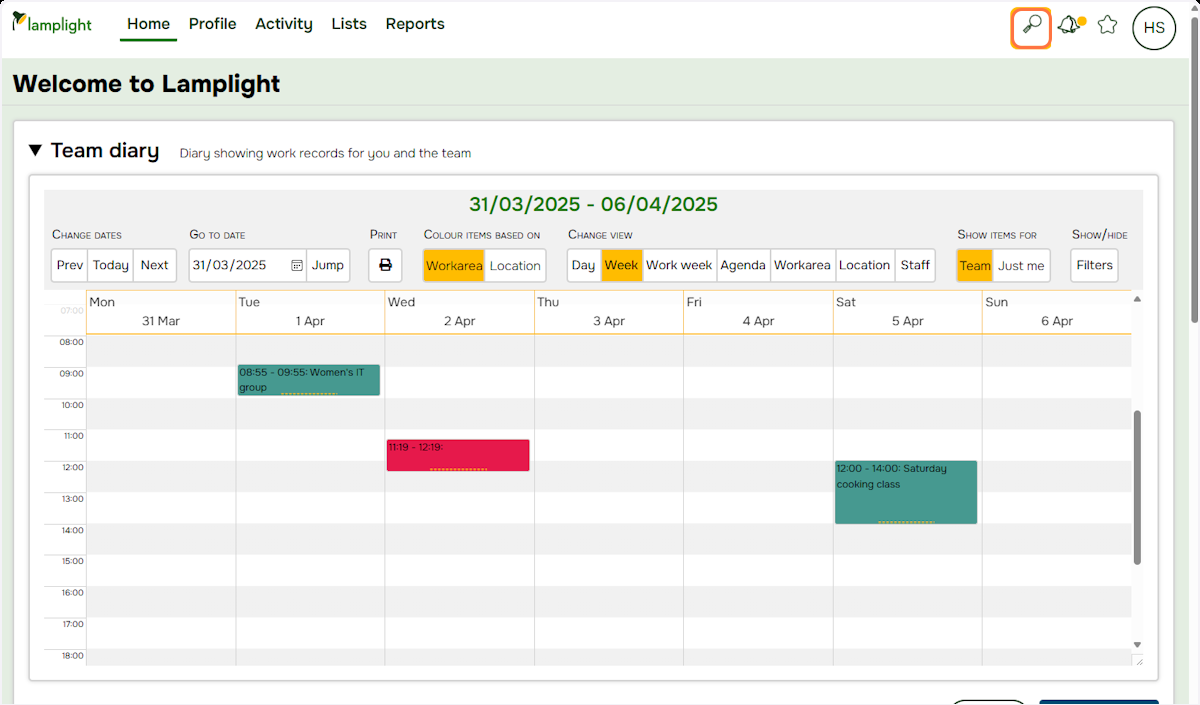 lamplight Home Profile Activity Lists Reports HS
Welcome to Lamplight
Team diary Diary showing work records for you and the team
31/03/2025 - 06/04/2025
Change dates Go to date Print Colour items based on Change view Show items for Show/hide
Prev Today Next 31/03/2025 Jump Workarea Location Day Week Work week Agenda Workarea Location Staff Team Just me Filters
Mon Tue Wed Thu Fri Sat Sun
07:00
31 Mar 1 Apr 2 Apr 3 Apr 4 Apr 5 Apr 6 Apr
08:00
09:00
08:55 - 09:55: Women's IT
group
10:00
11:00
11:19 - 12:19:
12:00
12:00 - 14:00: Saturday
cooking class
13:00
14:00
15:00
16:00
17:00
18:00